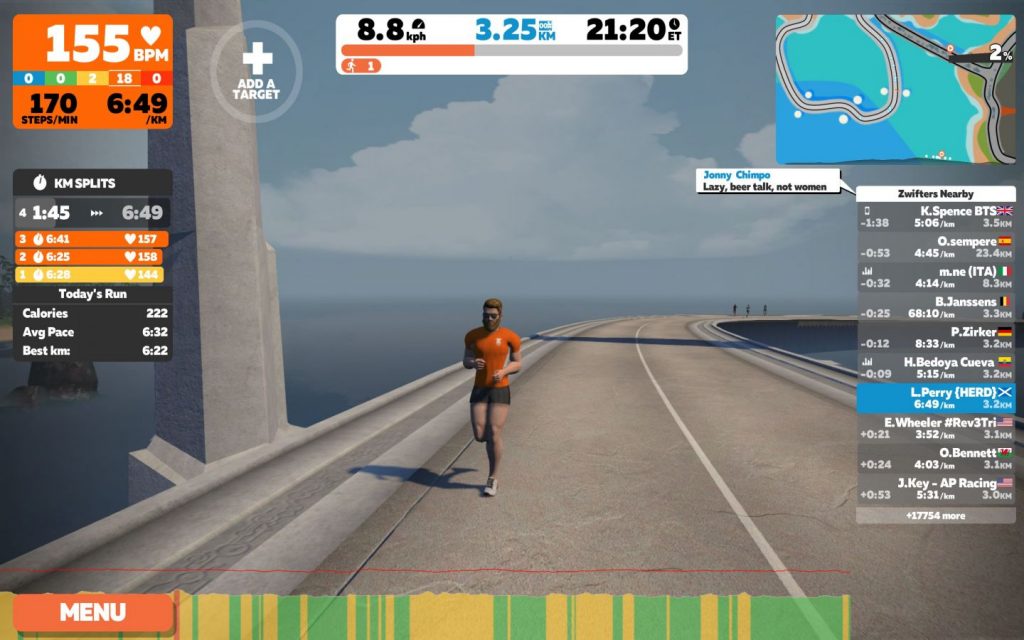 155 BPM
0 0 2 18 0
170 6:49
STEPS/MIN /KM
ADD A
TARGET
8.8kph 3.25KM 21:20ET
1
2%
KM SPLITS
4 1:45 6:49
3 6:41 157
2 6:25 158
1 6:28 144
Today's Run
Calories 222
Avg Pace 6:32
Best km: 6:22
Jonny Chimpo
Lazy, beer talk, not women
Zwifters Nearby
K.Spence BTS
-1:38 5:06/km 3.5KM
O.sempere
-0:53 4:45/km 23.4KM
m.ne (ITA)
-0:32 4:14/km 8.3KM
B.Janssens
-0:25 68:10/km 3.3KM
P.Zirker
-0:12 8:33/km 3.2KM
H.Bedoya Cueva
-0:09 5:15/km 3.2KM
L.Perry {HERD}
6:49/km 3.2KM
E.Wheeler #Rev3Tri
+0:21 3:52/km 3.1KM
O.Bennett
+0:24 4:03/km 3.1KM
J.Key - AP Racing
+0:53 5:31/km 3.0KM
+17754 more
MENU